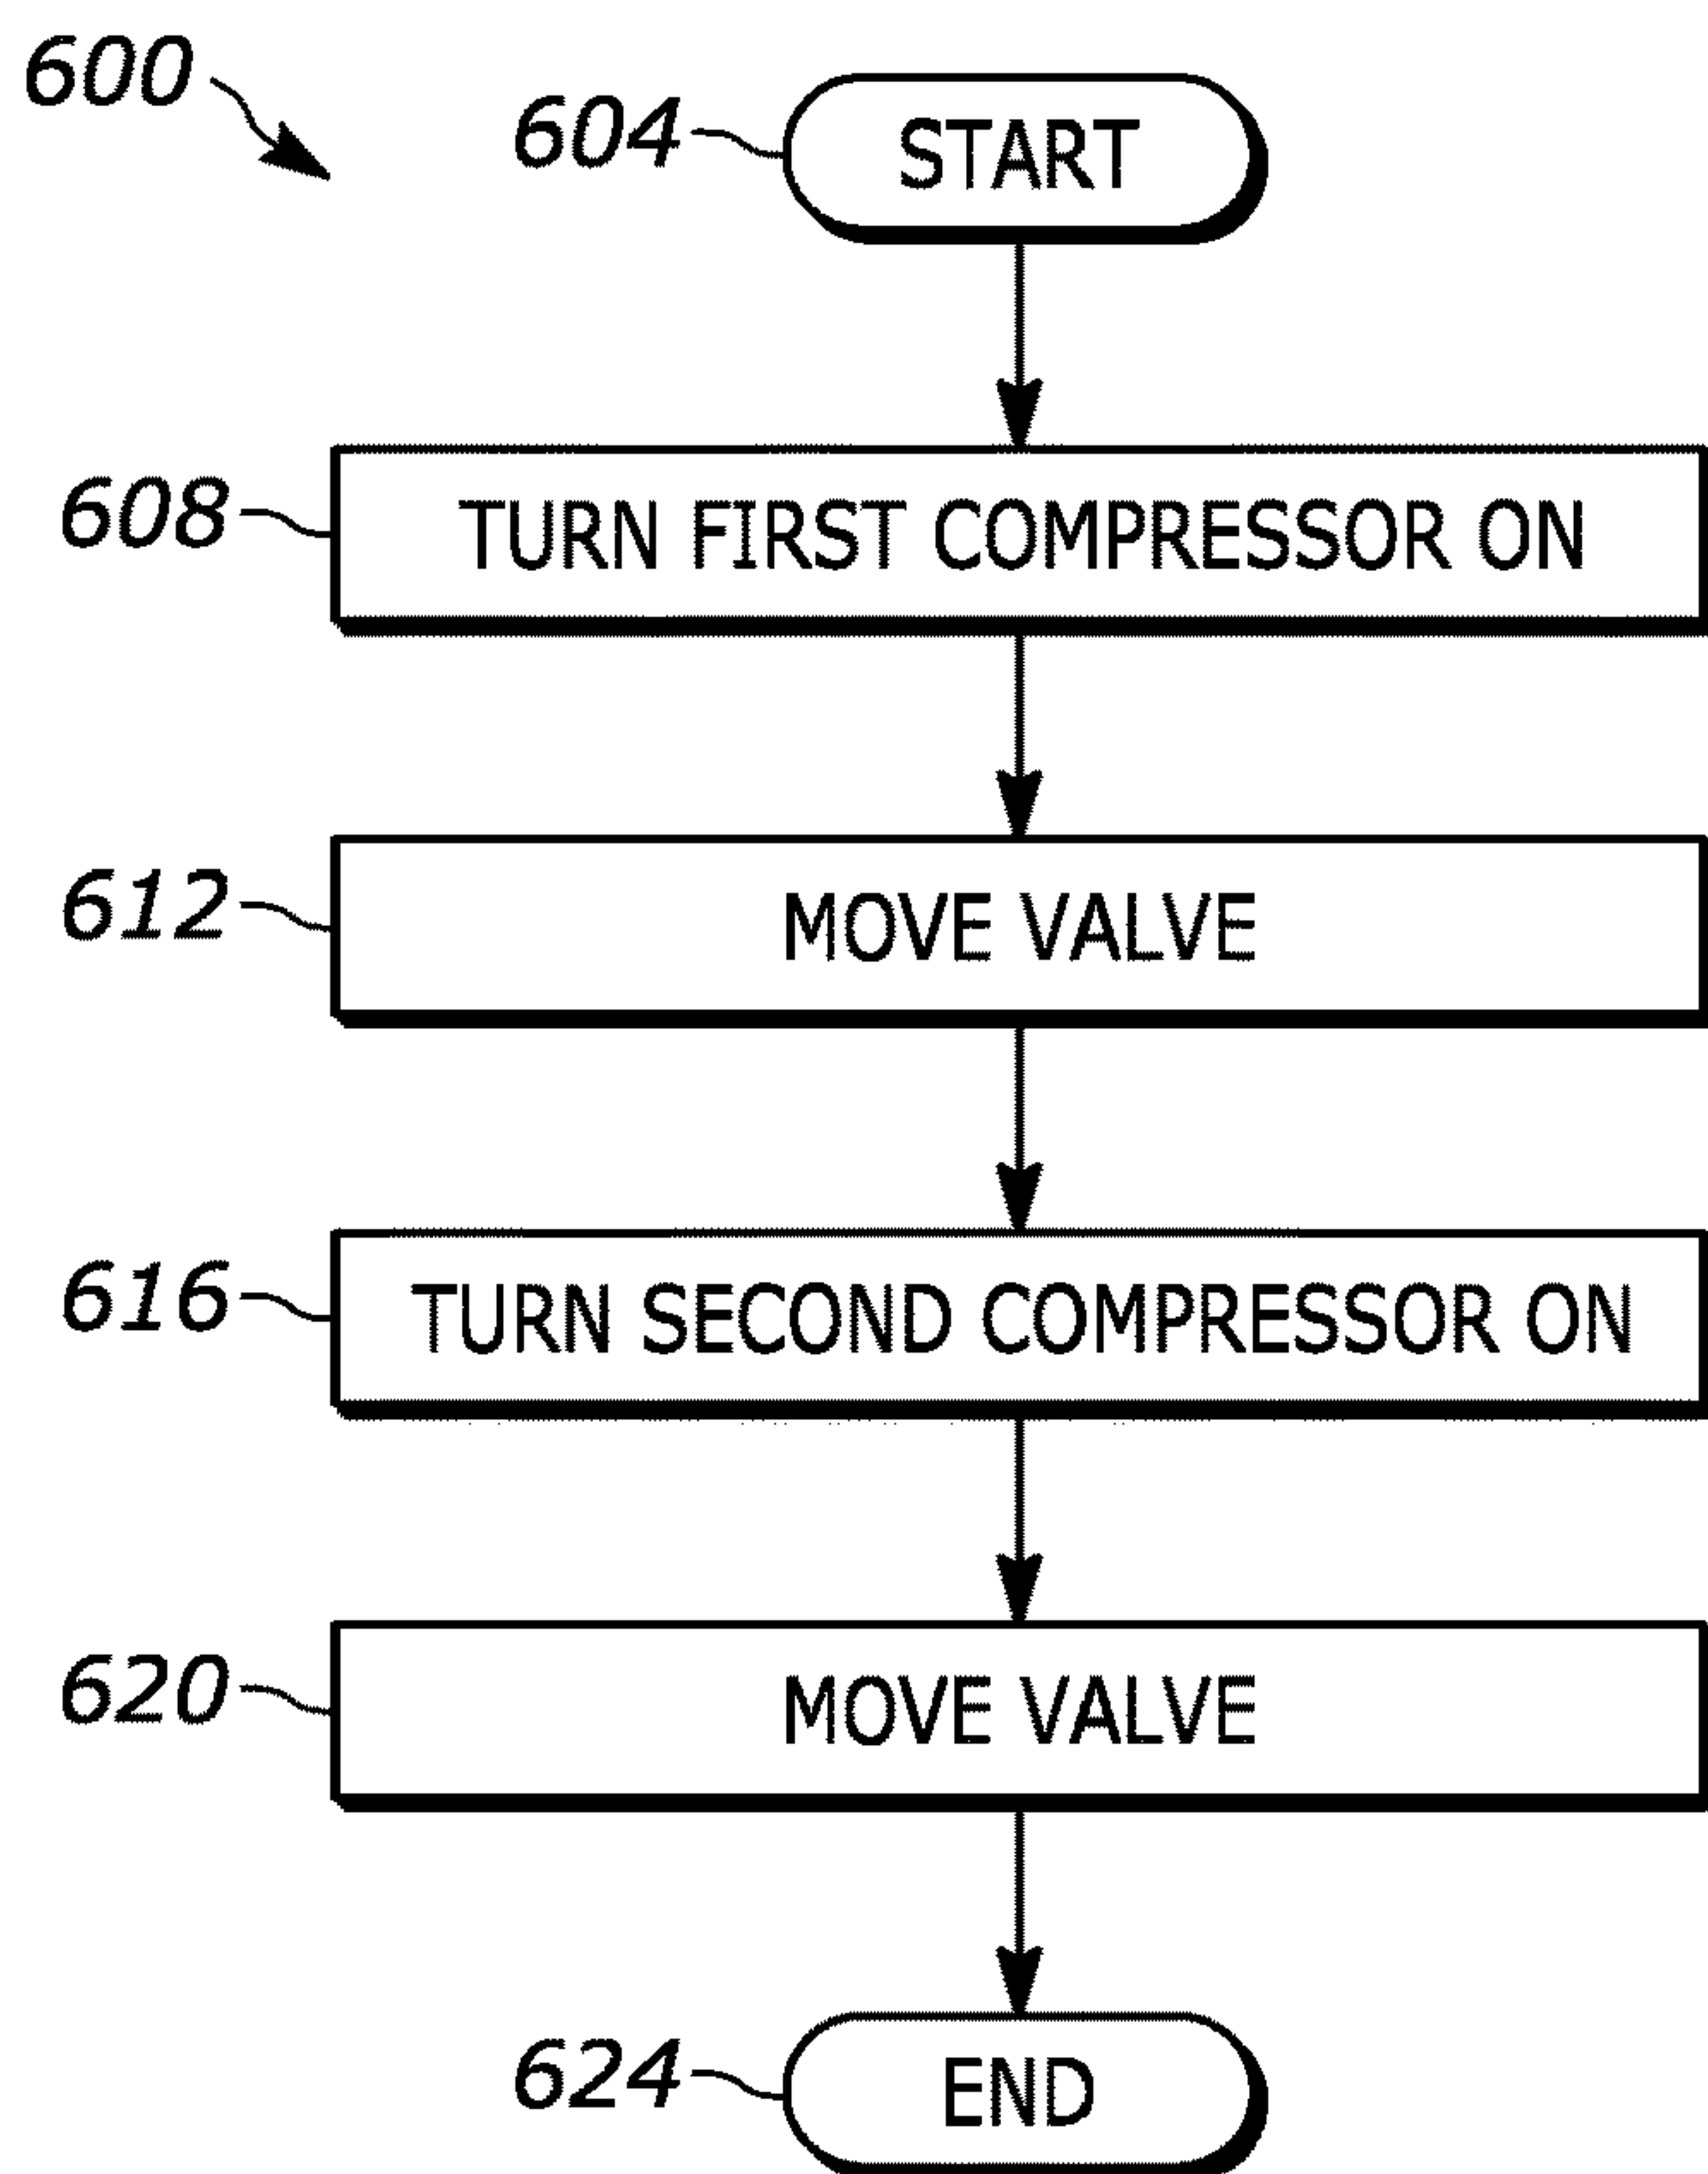 600
604 START
608 TURN FIRST COMPRESSOR ON
612 MOVE VALVE
616 TURN SECOND COMPRESSOR ON
620 MOVE VALVE
624 END